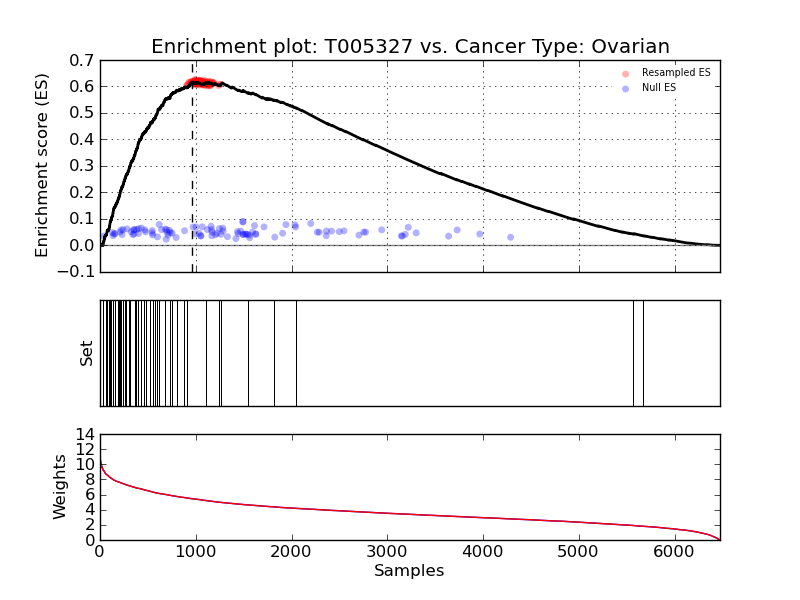 Enrichment plot: T005327 vs. Cancer Type: Ovarian
Enrichment score (ES)
0.7
0.6
0.5
0.4
0.3
0.2
0.1
0.0
−0.1
Resampled ES
Null ES
Set
Weights
14
12
10
8
6
4
2
0
0 1000 2000 3000 4000 5000 6000
Samples